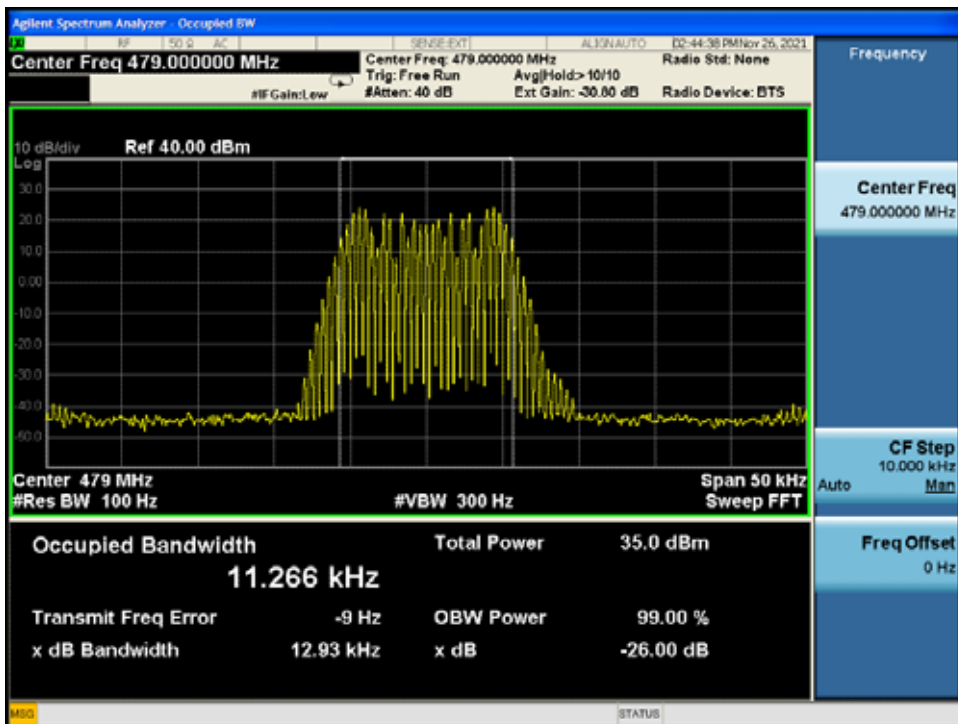 Agilent Spectrum Analyzer - Occupied BW
RF 50 Ω AC SENSE:EXT ALIGN AUTO 02:44:38 PM Nov 26, 2021
Center Freq 479.000000 MHz Center Freq: 479.000000 MHz Radio Std: None
Trig: Free Run Avg|Hold:>10/10
#IFGain:Low #Atten: 40 dB Ext Gain: -30.80 dB Radio Device: BTS
10 dB/div Ref 40.00 dBm
Log
30.0
20.0
10.0
0.00
-10.0
-20.0
-30.0
-40.0
-50.0
Center 479 MHz Span 50 kHz
#Res BW 100 Hz #VBW 300 Hz Sweep FFT
Occupied Bandwidth Total Power 35.0 dBm
11.266 kHz
Transmit Freq Error -9 Hz OBW Power 99.00 %
x dB Bandwidth 12.93 kHz x dB -26.00 dB
MSG STATUS
Frequency
Center Freq
479.000000 MHz
CF Step
10.000 kHz
Auto Man
Freq Offset
0 Hz